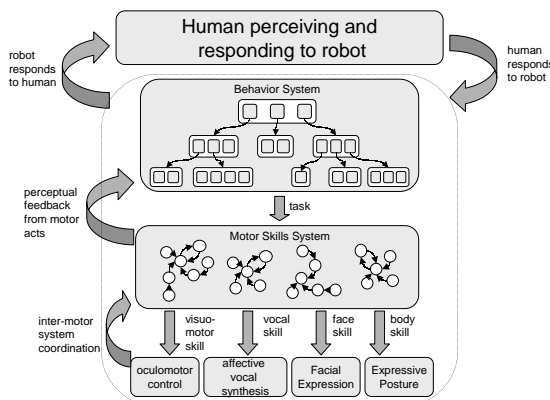 Human perceiving and
responding to robot
robot
responds
to human
human
responds
to robot
Behavior System
perceptual
feedback
from motor
acts
task
Motor Skills System
inter-motor
system
coordination
visuo-
motor
skill
vocal
skill
face
skill
body
skill
oculomotor
control
affective
vocal
synthesis
Facial
Expression
Expressive
Posture